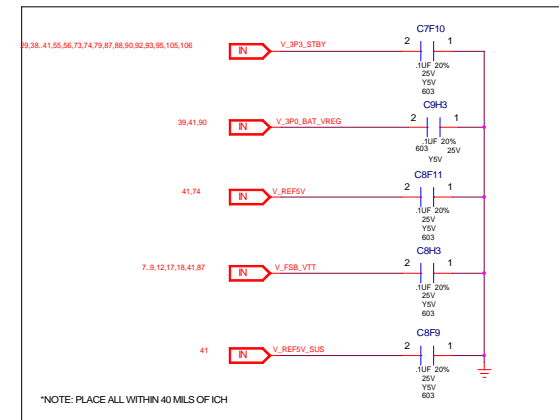 C7F10
29,38..41,55,56,73,74,79,87,88,90,92,93,95,105,106 IN V_3P3_STBY 2 1
.1UF 20%
25V
Y5V
603
C9H3
39,41,90 IN V_3P0_BAT_VREG 2 1
.1UF 20%
603 25V
Y5V
C8F11
41,74 IN V_REF5V 2 1
.1UF 20%
25V
Y5V
603
C8H3
7..9,12,17,18,41,87 IN V_FSB_VTT 2 1
.1UF 20%
25V
Y5V
603
C8F9
41 IN V_REF5V_SUS 2 1
.1UF 20%
25V
Y5V
603
*NOTE: PLACE ALL WITHIN 40 MILS OF ICH